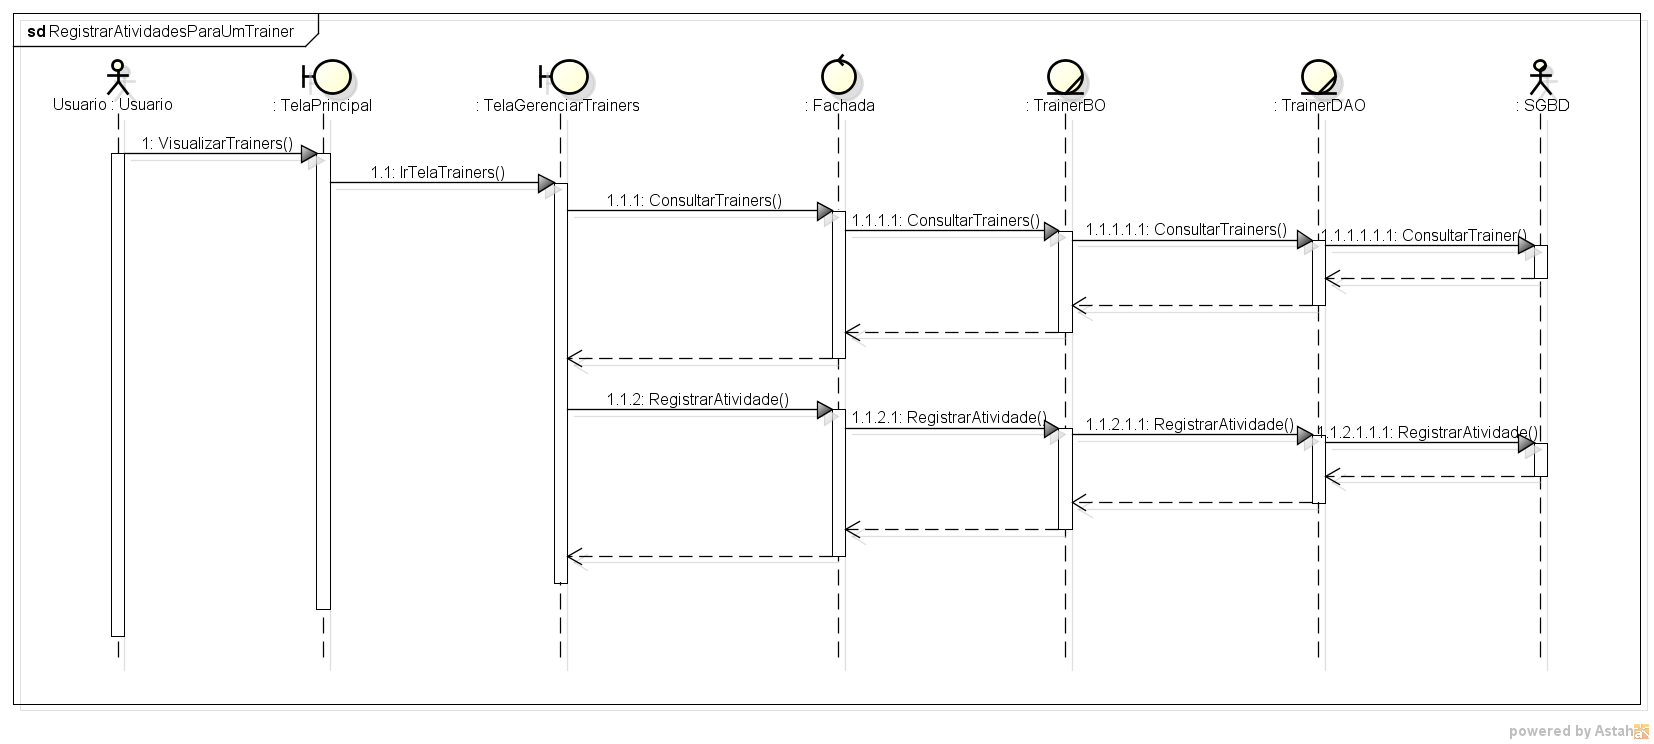 sd RegistrarAtividadesParaUmTrainer
Usuario : Usuario
: TelaPrincipal
: TelaGerenciarTrainers
: Fachada
: TrainerBO
: TrainerDAO
: SGBD
1: VisualizarTrainers()
1.1: IrTelaTrainers()
1.1.1: ConsultarTrainers()
1.1.1.1: ConsultarTrainers()
1.1.1.1.1: ConsultarTrainers()
1.1.1.1.1.1: ConsultarTrainer()
1.1.2: RegistrarAtividade()
1.1.2.1: RegistrarAtividade()
1.1.2.1.1: RegistrarAtividade()
1.1.2.1.1.1: RegistrarAtividade()
powered by Astah